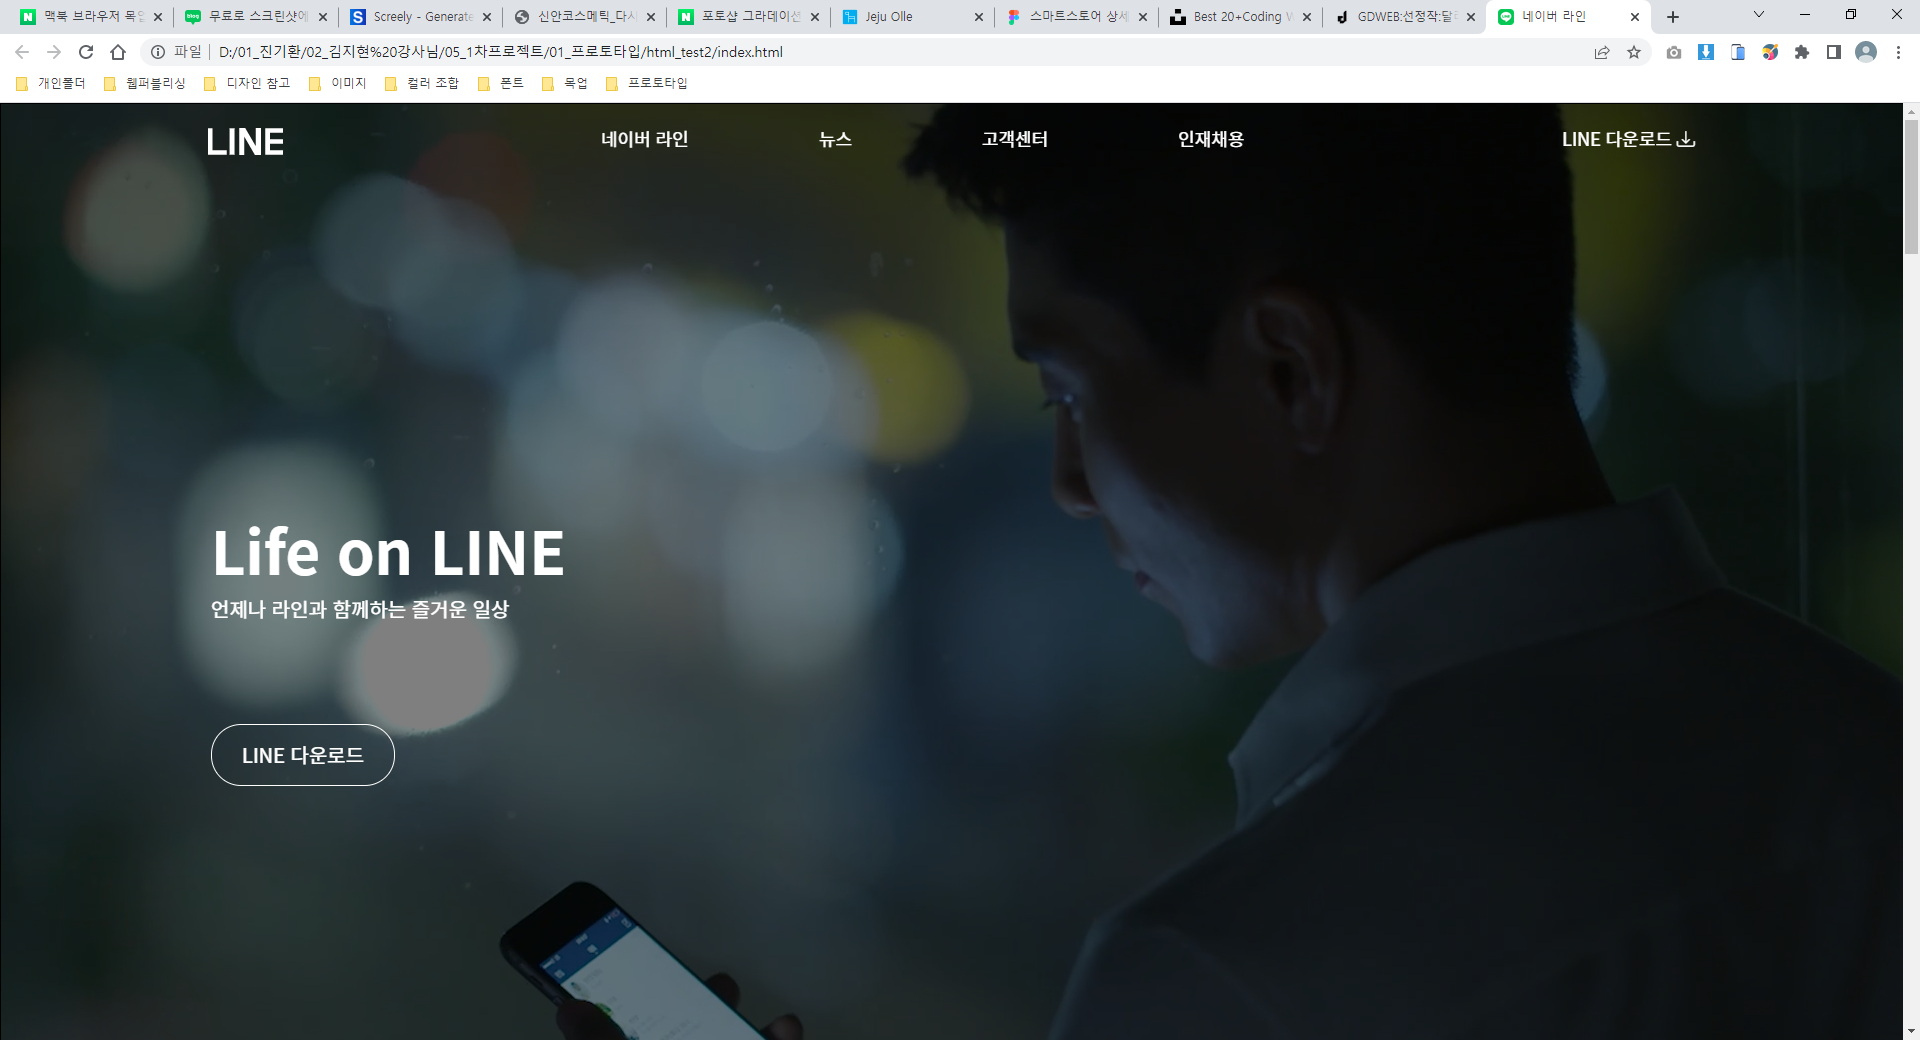 맥북 브라우저 목업
무료로 스크린샷에
Screely - Generate
신안코스메틱_다시
포토샵 그라데이션
Jeju Olle
스마트스토어 상세
Best 20+Coding
GDWEB:선정작:달
네이버 라인
파일 D:/01_진기환/02_김지현%20강사님/05_1차프로젝트/01_프로토타입/html_test2/index.html
개인폴더 웹퍼블리싱 디자인 참고 이미지 컬러 조합 폰트 목업 프로토타입
LINE 네이버 라인 뉴스 고객센터 인재채용 LINE 다운로드
Life on LINE
언제나 라인과 함께하는 즐거운 일상
LINE 다운로드